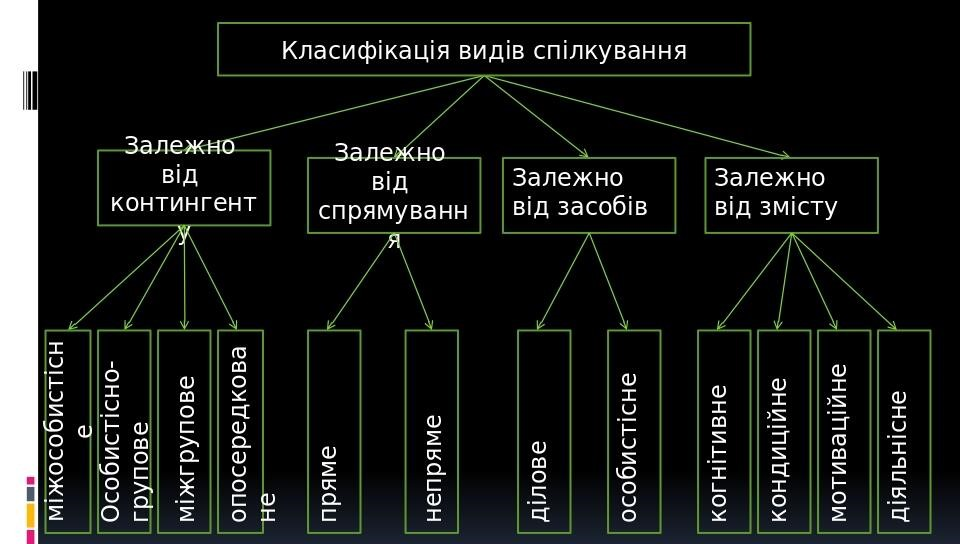 Класифікація видів спілкування
Залежно
від
контингент
у
Залежно
від
спрямуванн
я
Залежно
від засобів
Залежно
від змісту
міжособистісн
е
Особистісно-
групове
міжгрупове
опосередкова
не
пряме
непряме
ділове
особистісне
когнітивне
кондиційне
мотиваційне
діяльнісне